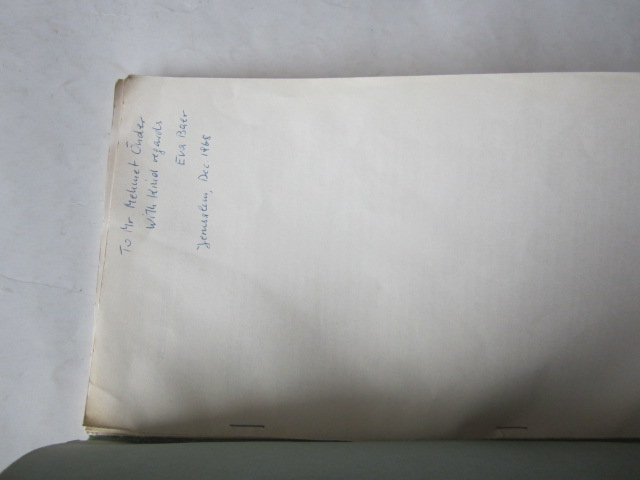 To Mr Mehmet Önder
with kind regards
Eva Baer
Jerusalem, Dec 1968